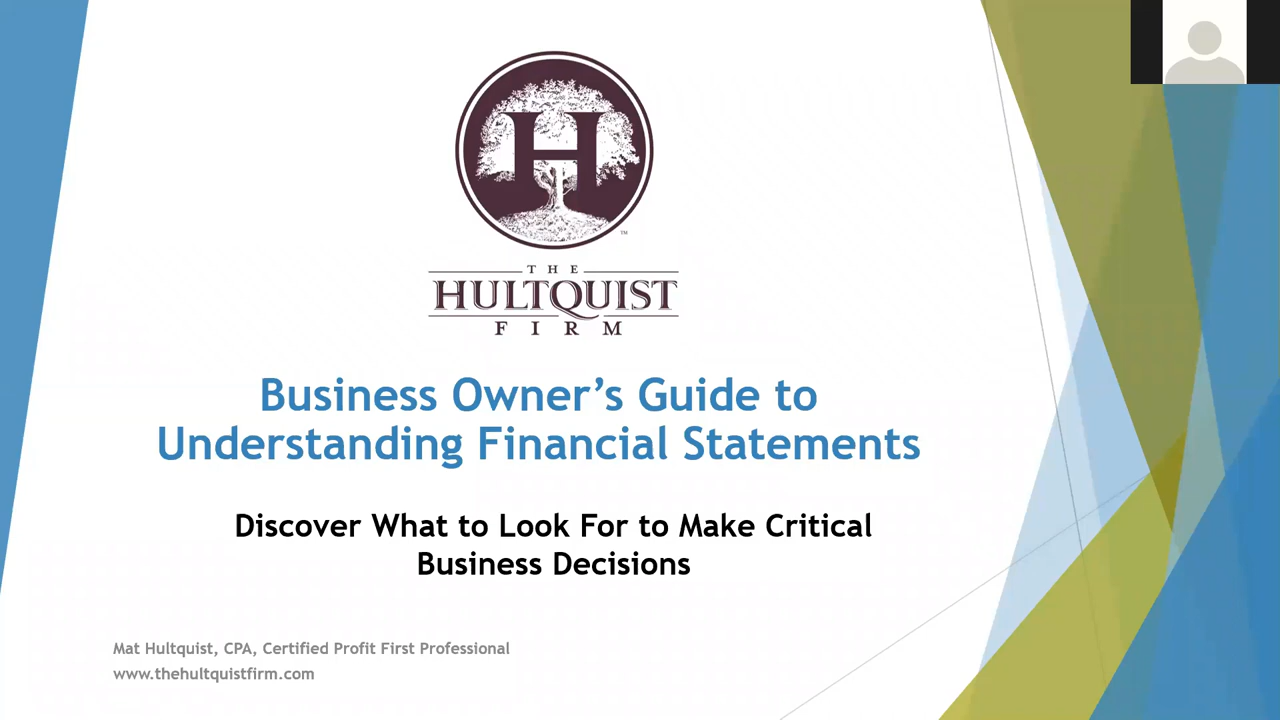 H
™
THE
HULTQUIST
FIRM
Business Owner’s Guide to
Understanding Financial Statements
Discover What to Look For to Make Critical
Business Decisions
Mat Hultquist, CPA, Certified Profit First Professional
www.thehultquistfirm.com